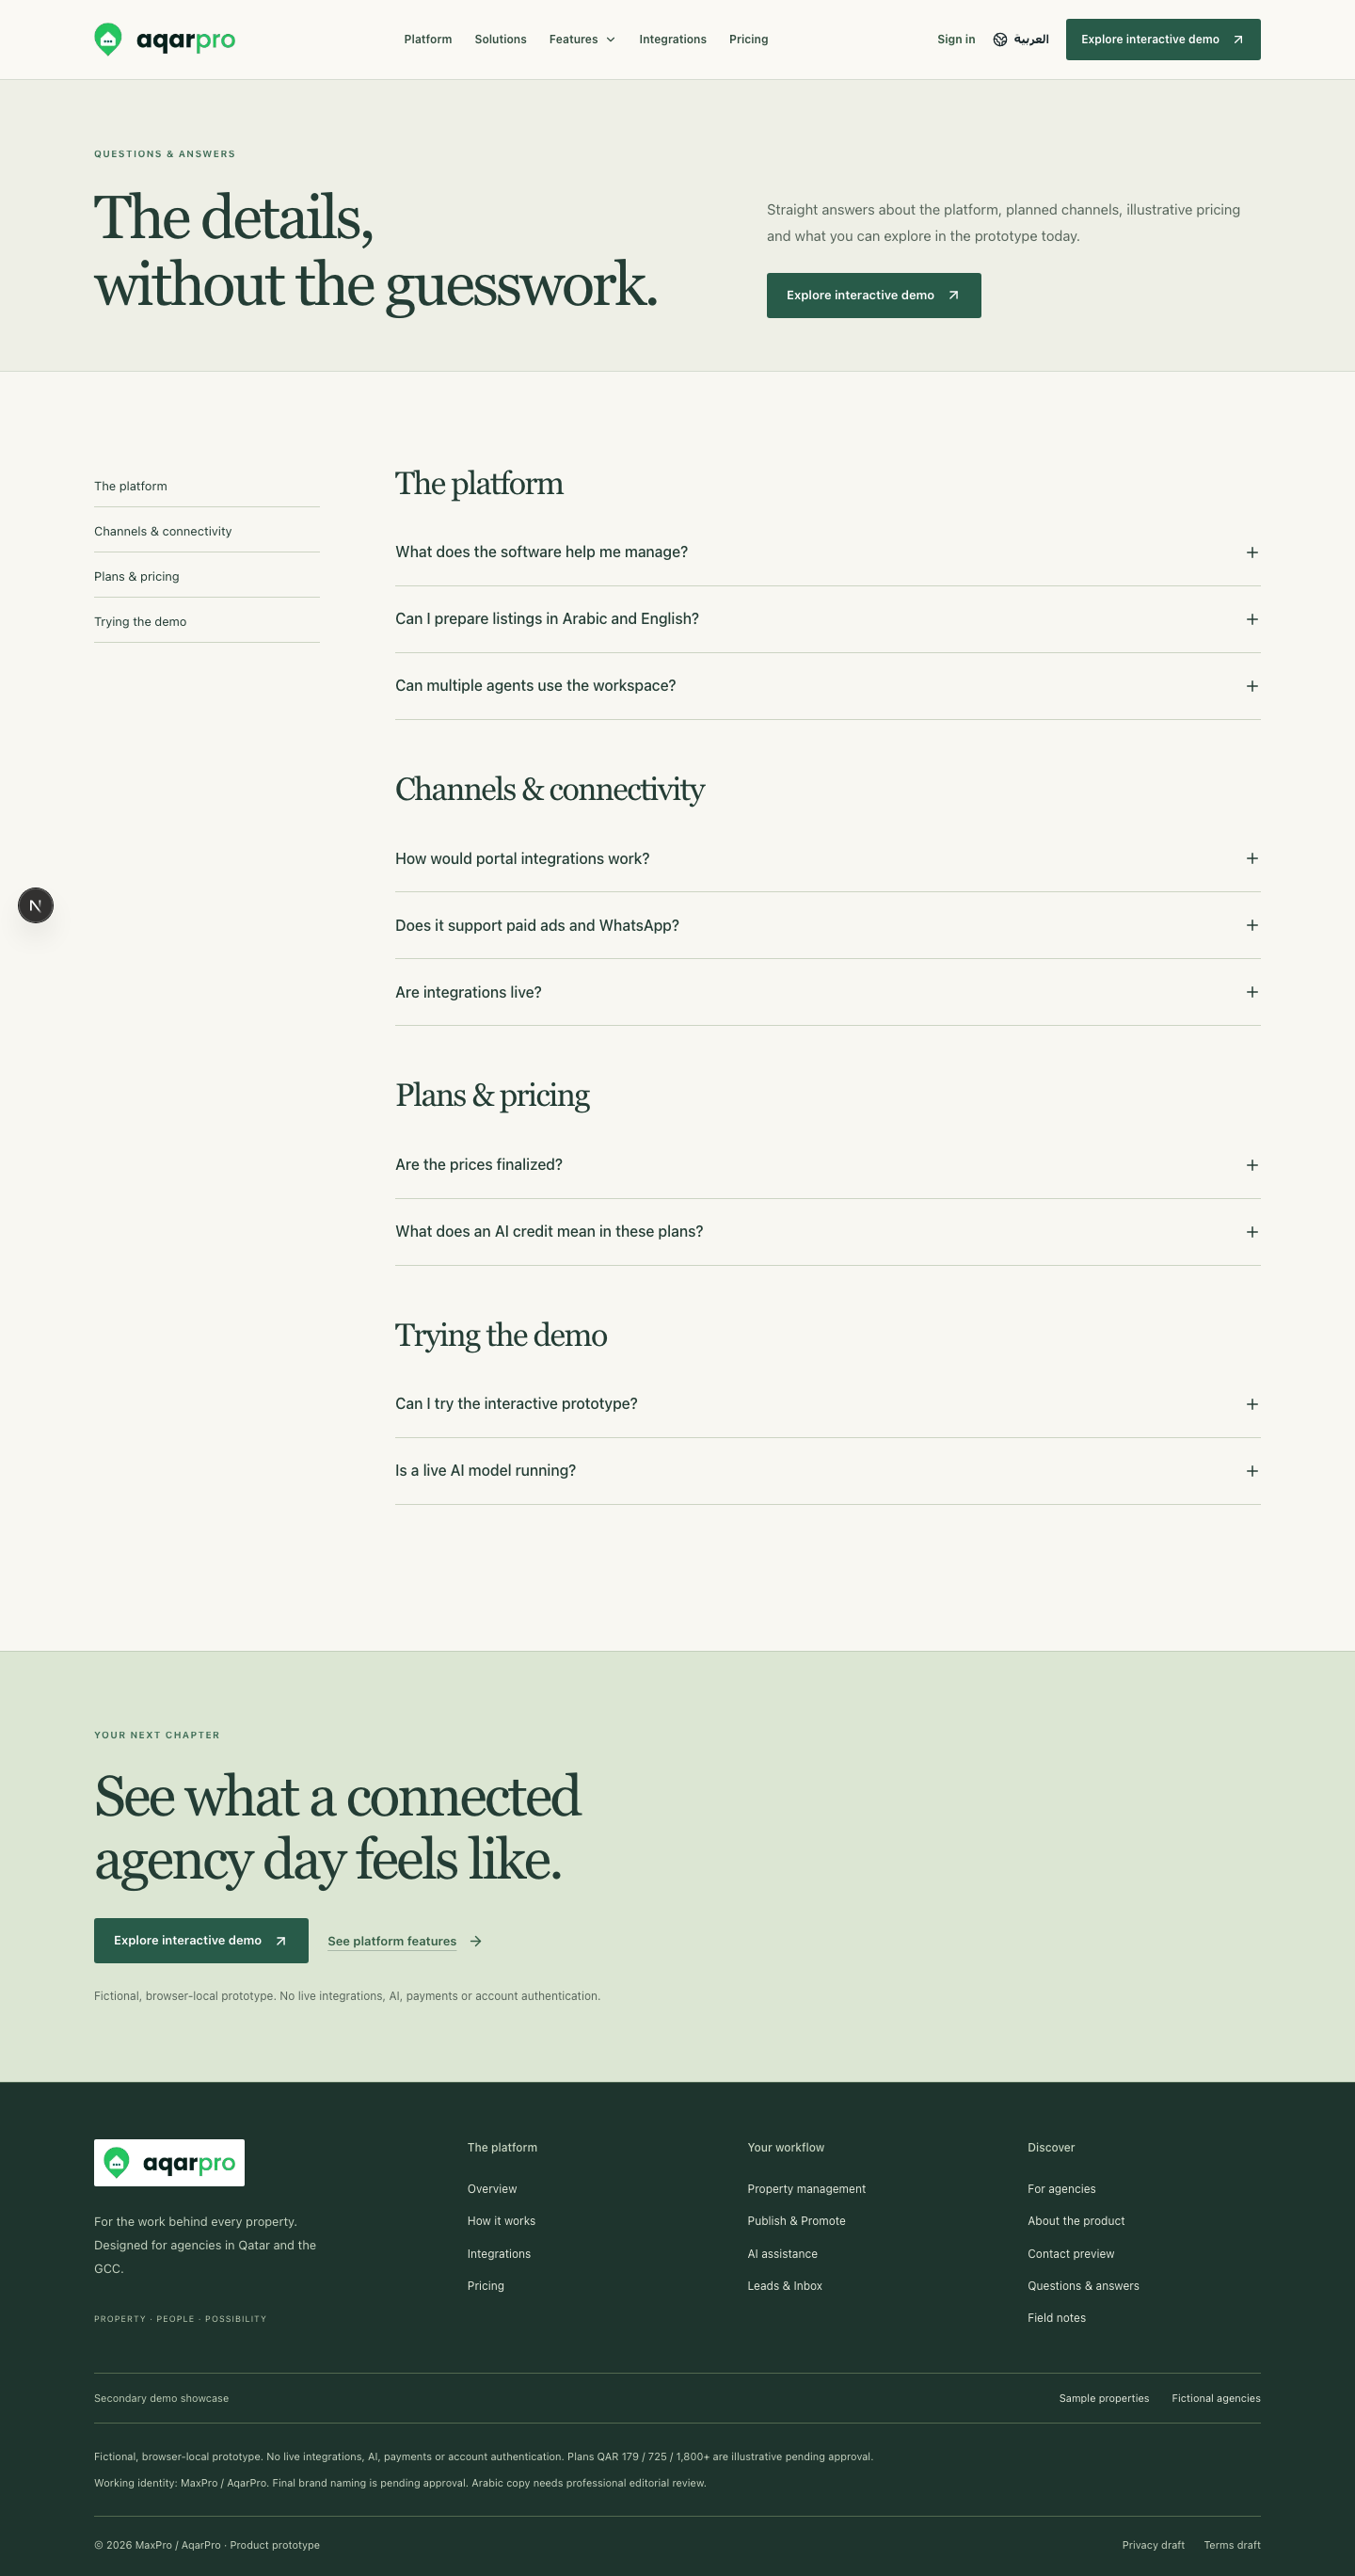 aqarpro
Platform
Solutions
Features
Integrations
Pricing
Sign in
العربية
Explore interactive demo
QUESTIONS & ANSWERS
The details,
without the guesswork.
Straight answers about the platform, planned channels, illustrative pricing
and what you can explore in the prototype today.
Explore interactive demo
The platform
Channels & connectivity
Plans & pricing
Trying the demo
The platform
What does the software help me manage?
Can I prepare listings in Arabic and English?
Can multiple agents use the workspace?
Channels & connectivity
How would portal integrations work?
Does it support paid ads and WhatsApp?
Are integrations live?
Plans & pricing
Are the prices finalized?
What does an AI credit mean in these plans?
Trying the demo
Can I try the interactive prototype?
Is a live AI model running?
N
YOUR NEXT CHAPTER
See what a connected
agency day feels like.
Explore interactive demo
See platform features
Fictional, browser-local prototype. No live integrations, AI, payments or account authentication.
aqarpro
For the work behind every property.
Designed for agencies in Qatar and the
GCC.
PROPERTY · PEOPLE · POSSIBILITY
The platform
Overview
How it works
Integrations
Pricing
Your workflow
Property management
Publish & Promote
AI assistance
Leads & Inbox
Discover
For agencies
About the product
Contact preview
Questions & answers
Field notes
Secondary demo showcase
Sample properties
Fictional agencies
Fictional, browser-local prototype. No live integrations, AI, payments or account authentication. Plans QAR 179 / 725 / 1,800+ are illustrative pending approval.
Working identity: MaxPro / AqarPro. Final brand naming is pending approval. Arabic copy needs professional editorial review.
© 2026 MaxPro / AqarPro · Product prototype
Privacy draft
Terms draft